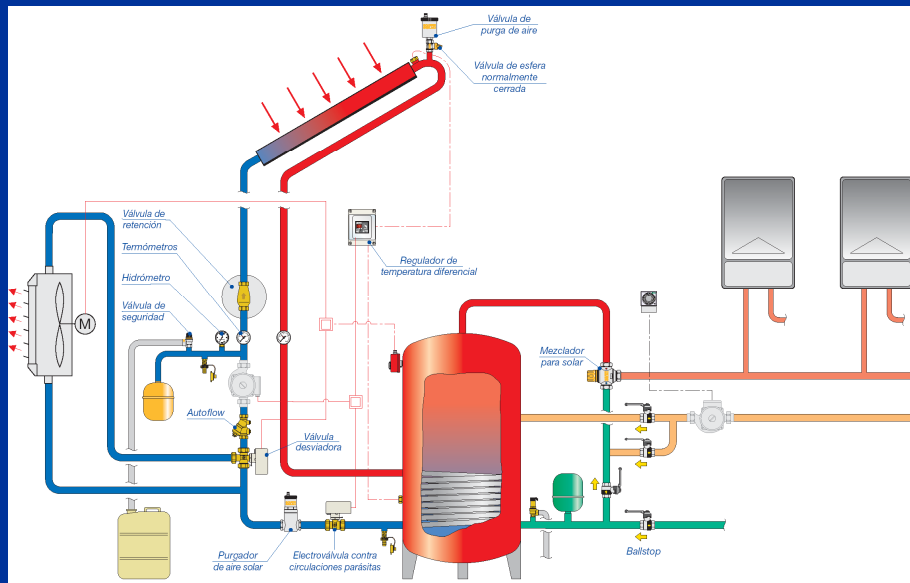 Válvula de
purga de aire
Válvula de esfera
normalmente
cerrada
Válvula de
retención
Termómetros
Regulador de
temperatura diferencial
Hidrómetro
Válvula de
seguridad
M
Mezclador
para solar
Autoflow
Válvula
desviadora
Purgador
de aire solar
Electroválvula contra
circulaciones parásitas
Ballstop